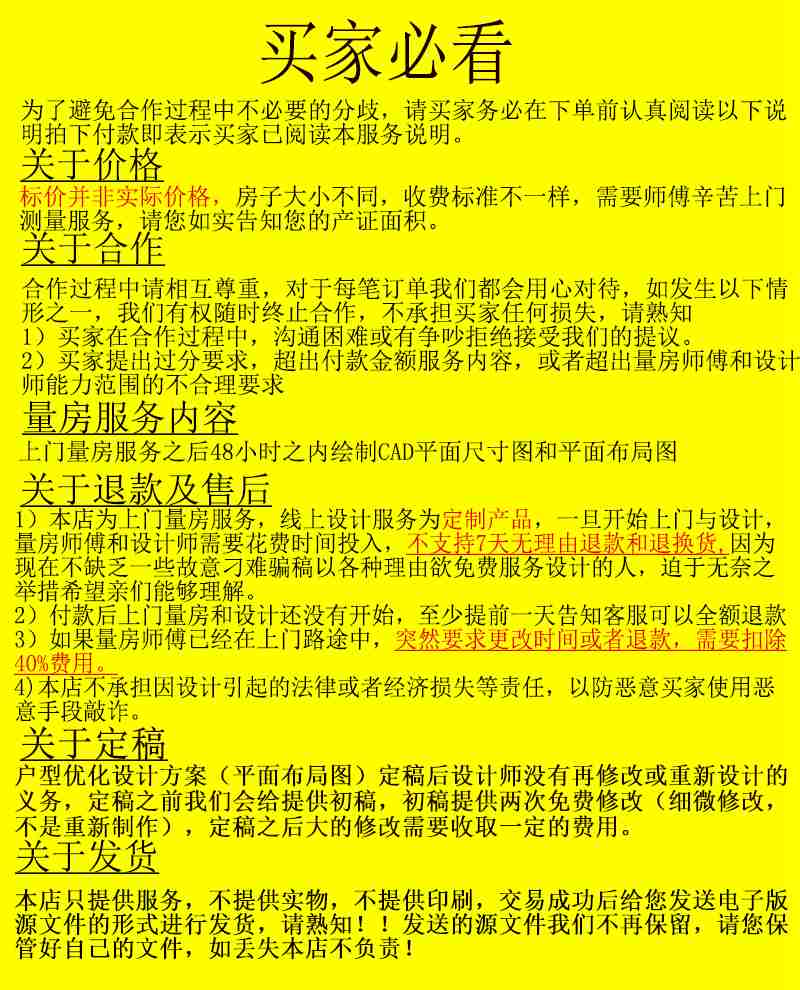 买家必看
为了避免合作过程中不必要的分歧，请买家务必在下单前认真阅读以下说
明拍下付款即表示买家已阅读本服务说明。
关于价格
标价并非实际价格，房子大小不同，收费标准不一样，需要师傅辛苦上门
测量服务，请您如实告知您的产证面积。
关于合作
合作过程中请相互尊重，对于每笔订单我们都会用心对待，如发生以下情
形之一，我们有权随时终止合作，不承担买家任何损失，请熟知
1）买家在合作过程中，沟通困难或有争吵拒绝接受我们的提议。
2）买家提出过分要求，超出付款金额服务内容，或者超出量房师傅和设计
师能力范围的不合理要求
量房服务内容
上门量房服务之后48小时之内绘制CAD平面尺寸图和平面布局图
关于退款及售后
1）本店为上门量房服务，线上设计服务为定制产品，一旦开始上门与设计，
量房师傅和设计师需要花费时间投入，不支持7天无理由退款和退换货,因为
现在不缺乏一些故意刁难骗稿以各种理由欲免费服务设计的人，迫于无奈之
举措希望亲们能够理解。
2）付款后上门量房和设计还没有开始，至少提前一天告知客服可以全额退款
3）如果量房师傅已经在上门路途中，突然要求更改时间或者退款，需要扣除
40%费用。
4)本店不承担因设计引起的法律或者经济损失等责任，以防恶意买家使用恶
意手段敲诈。
关于定稿
户型优化设计方案（平面布局图）定稿后设计师没有再修改或重新设计的
义务，定稿之前我们会给提供初稿，初稿提供两次免费修改（细微修改，
不是重新制作），定稿之后大的修改需要收取一定的费用。
关于发货
本店只提供服务，不提供实物，不提供印刷，交易成功后给您发送电子版
源文件的形式进行发货，请熟知！！发送的源文件我们不再保留，请您保
管好自己的文件，如丢失本店不负责！